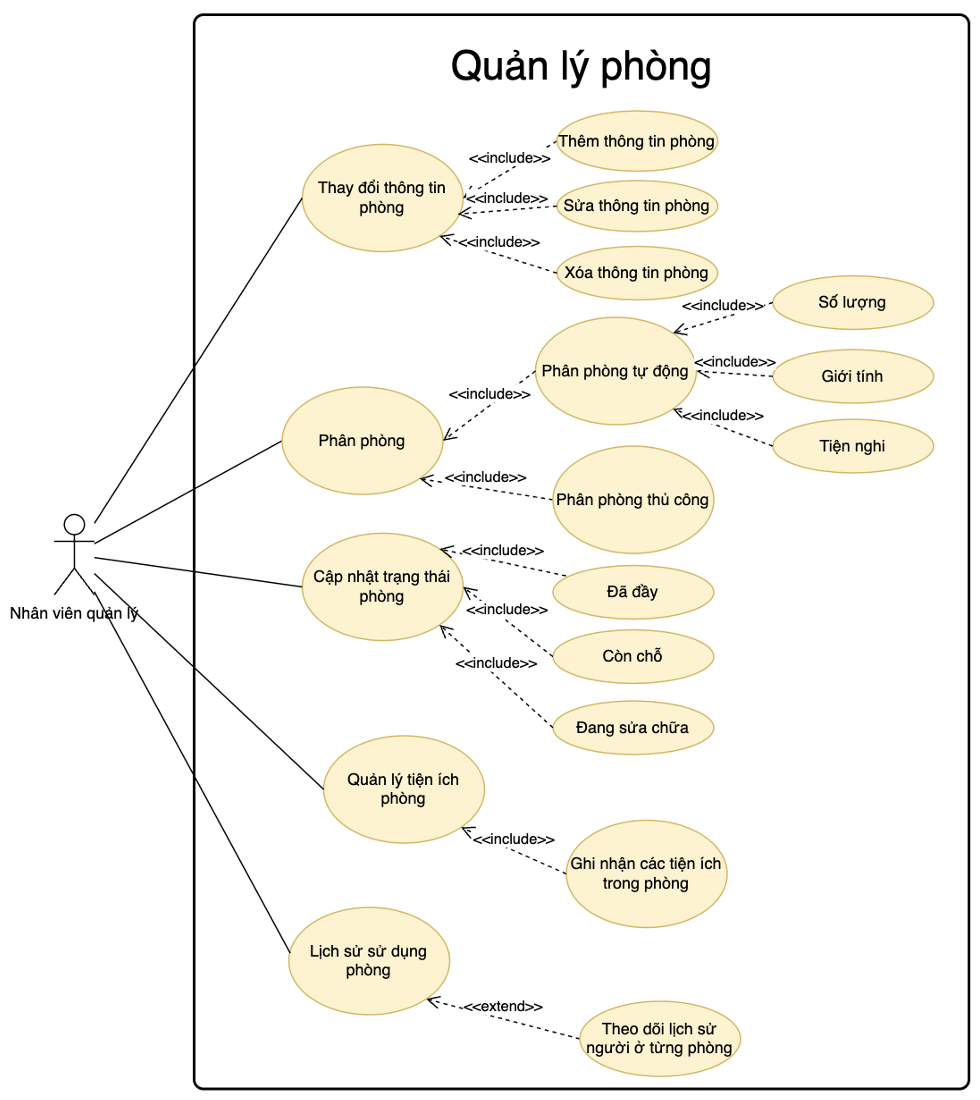 Quản lý phòng
Thêm thông tin phòng
<<include>>
Thay đổi thông tin
phòng
<<include>>
Sửa thông tin phòng
<<include>>
Xóa thông tin phòng
<<include>>
Số lượng
Phân phòng tự động
<<include>>
Giới tính
<<include>>
<<include>>
Tiện nghi
Phân phòng
<<include>>
Phân phòng thủ công
Nhân viên quản lý
Cập nhật trạng thái
phòng
<<include>>
Đã đầy
<<include>>
Còn chỗ
<<include>>
Đang sửa chữa
Quản lý tiện ích
phòng
<<include>>
Ghi nhận các tiện ích
trong phòng
Lịch sử sử dụng
phòng
<<extend>>
Theo dõi lịch sử
người ở từng phòng